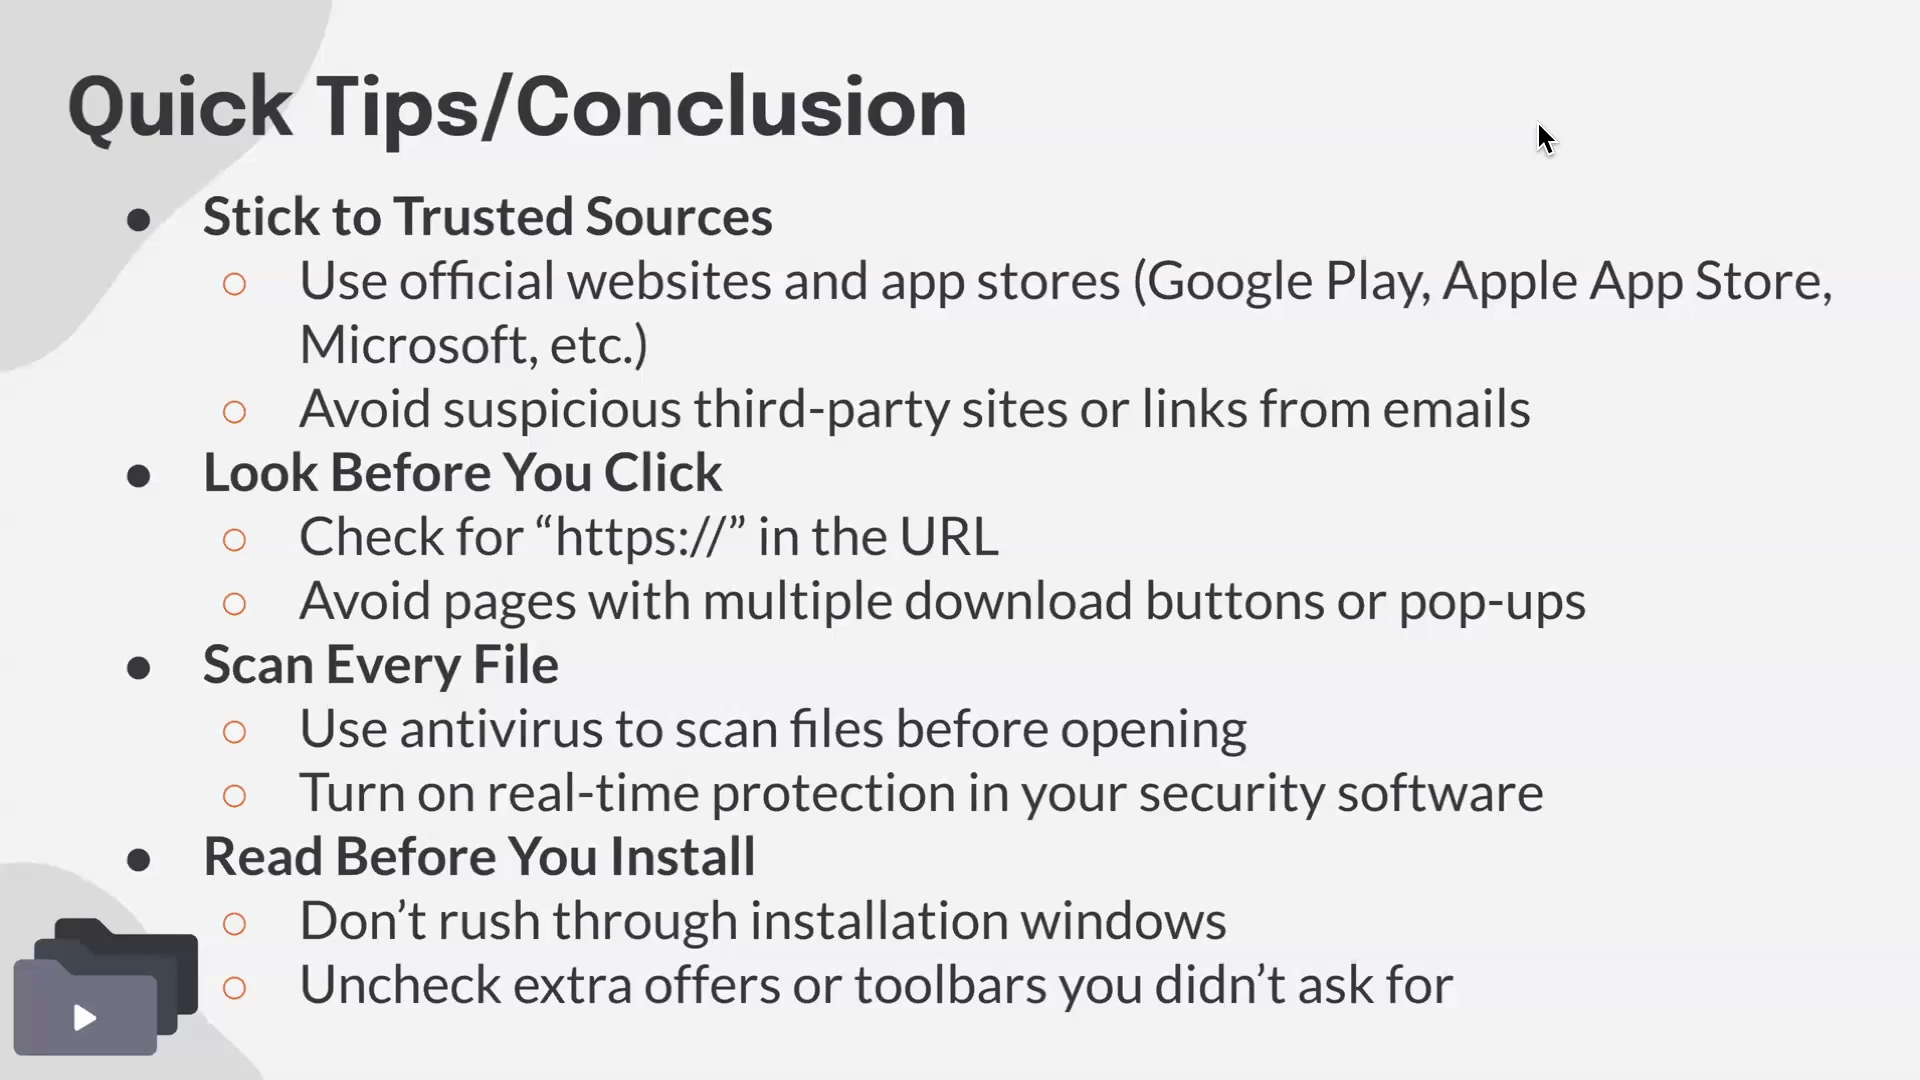 Quick Tips/Conclusion
● Stick to Trusted Sources
○ Use official websites and app stores (Google Play, Apple App Store,
Microsoft, etc.)
○ Avoid suspicious third-party sites or links from emails
● Look Before You Click
○ Check for “https://” in the URL
○ Avoid pages with multiple download buttons or pop-ups
● Scan Every File
○ Use antivirus to scan files before opening
○ Turn on real-time protection in your security software
● Read Before You Install
○ Don’t rush through installation windows
○ Uncheck extra offers or toolbars you didn’t ask for